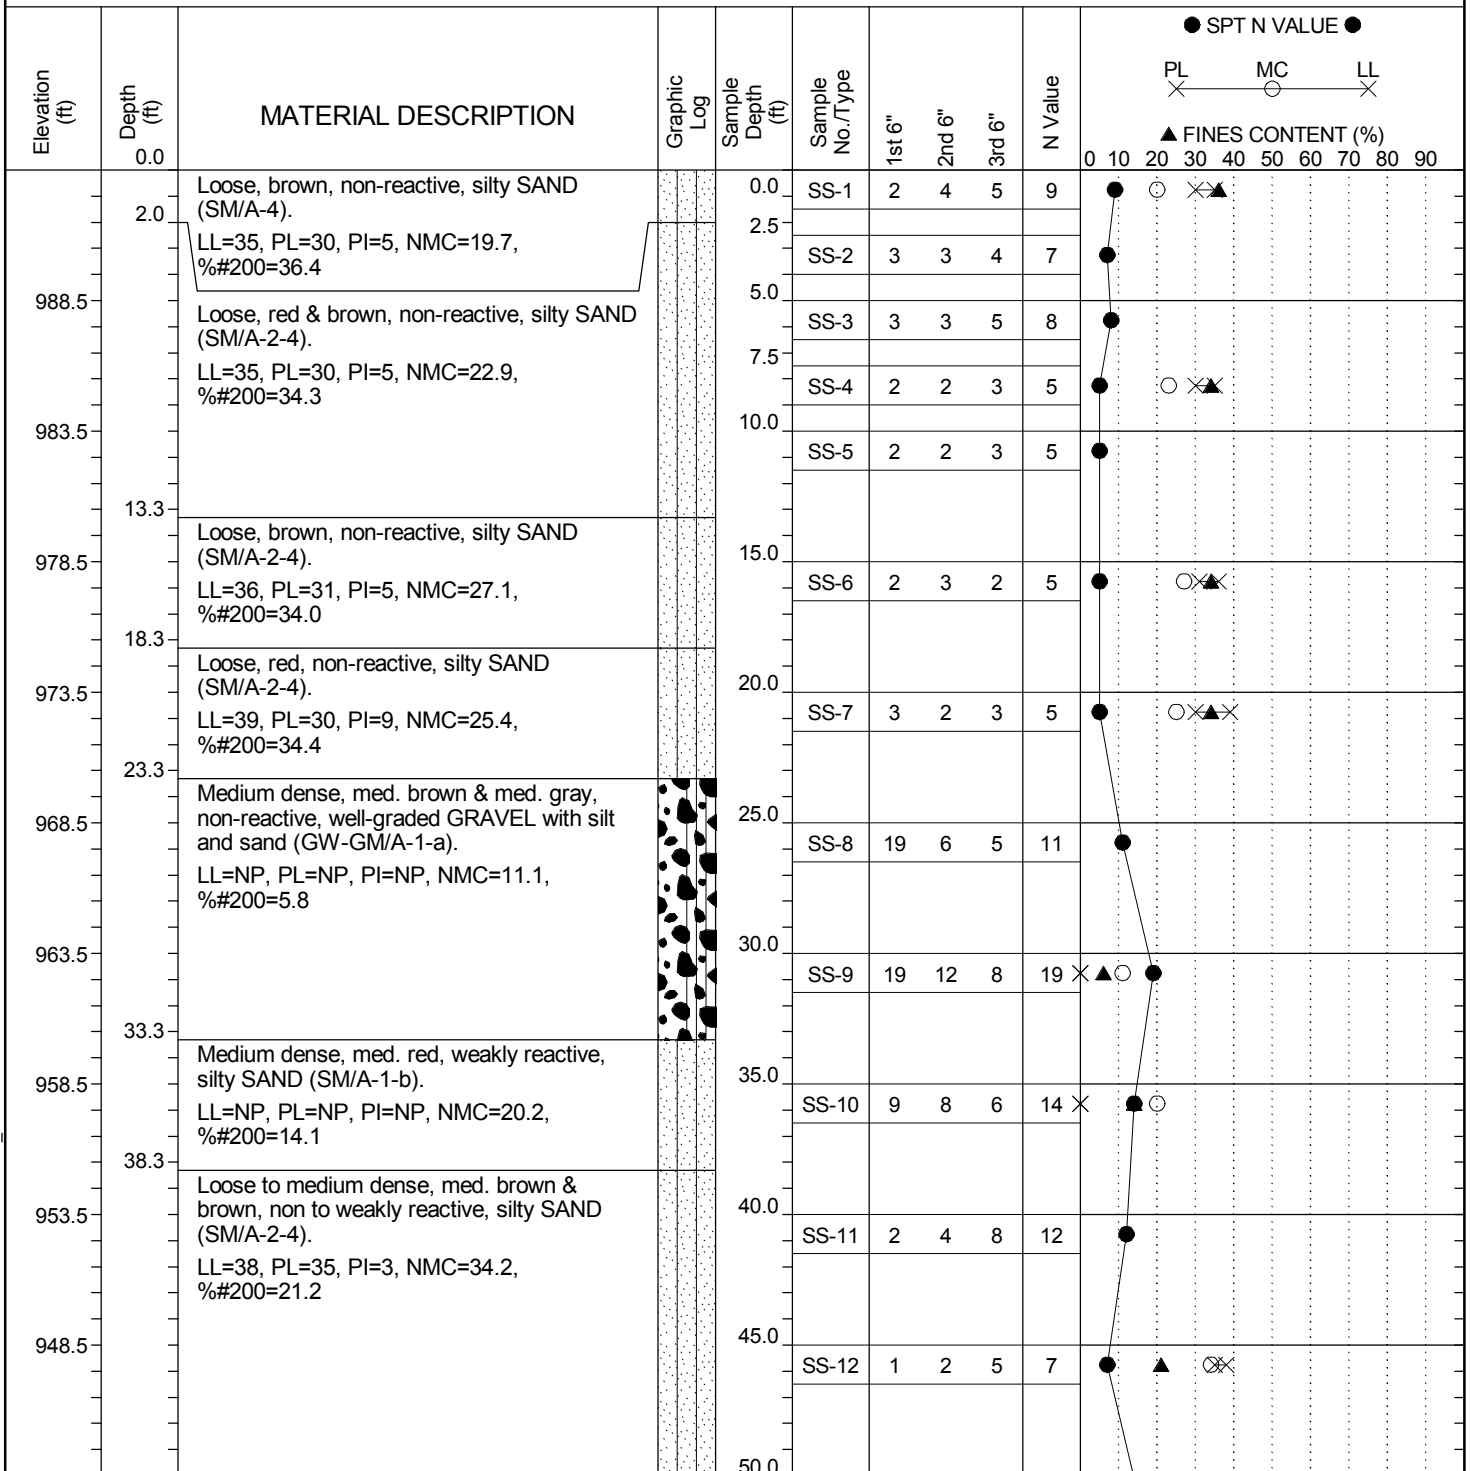 ● SPT N VALUE ●
PL MC LL
▲ FINES CONTENT (%)
0 10 20 30 40 50 60 70 80 90
Elevation (ft)
Depth (ft)
0.0
MATERIAL DESCRIPTION
Graphic Log
Sample Depth (ft)
Sample No./Type
1st 6"
2nd 6"
3rd 6"
N Value
Loose, brown, non-reactive, silty SAND
(SM/A-4).
LL=35, PL=30, PI=5, NMC=19.7,
%#200=36.4
2.0
0.0 SS-1 2 4 5 9
2.5 SS-2 3 3 4 7
988.5
Loose, red & brown, non-reactive, silty SAND
(SM/A-2-4).
LL=35, PL=30, PI=5, NMC=22.9,
%#200=34.3
5.0 SS-3 3 3 5 8
7.5 SS-4 2 2 3 5
983.5
10.0 SS-5 2 2 3 5
13.3
Loose, brown, non-reactive, silty SAND
(SM/A-2-4).
LL=36, PL=31, PI=5, NMC=27.1,
%#200=34.0
978.5
15.0 SS-6 2 3 2 5
18.3
Loose, red, non-reactive, silty SAND
(SM/A-2-4).
LL=39, PL=30, PI=9, NMC=25.4,
%#200=34.4
973.5
20.0 SS-7 3 2 3 5
23.3
Medium dense, med. brown & med. gray,
non-reactive, well-graded GRAVEL with silt
and sand (GW-GM/A-1-a).
LL=NP, PL=NP, PI=NP, NMC=11.1,
%#200=5.8
968.5
25.0 SS-8 19 6 5 11
963.5
30.0 SS-9 19 12 8 19
33.3
Medium dense, med. red, weakly reactive,
silty SAND (SM/A-1-b).
LL=NP, PL=NP, PI=NP, NMC=20.2,
%#200=14.1
958.5
35.0 SS-10 9 8 6 14
38.3
Loose to medium dense, med. brown &
brown, non to weakly reactive, silty SAND
(SM/A-2-4).
LL=38, PL=35, PI=3, NMC=34.2,
%#200=21.2
953.5
40.0 SS-11 2 4 8 12
948.5
45.0 SS-12 1 2 5 7
50.0